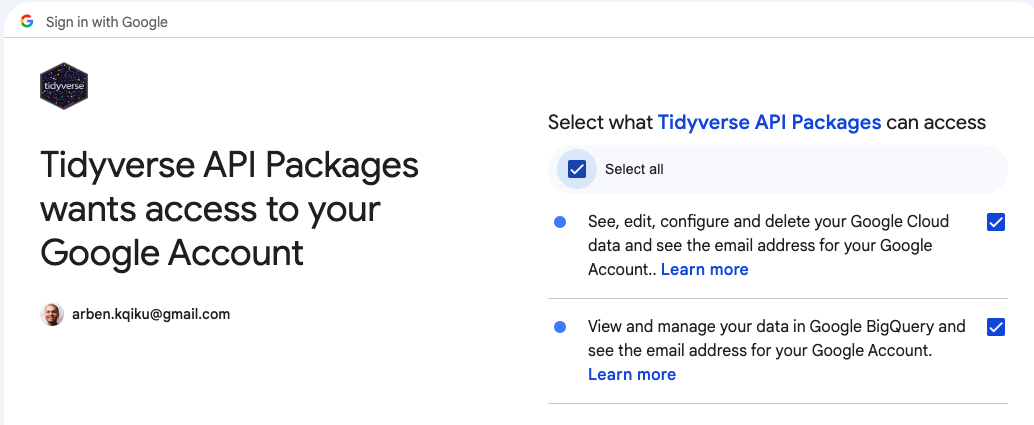 Sign in with Google
tidyverse
Tidyverse API Packages
wants access to your
Google Account
arben.kqiku@gmail.com
Select what Tidyverse API Packages can access
Select all
See, edit, configure and delete your Google Cloud
data and see the email address for your Google
Account.. Learn more
View and manage your data in Google BigQuery and
see the email address for your Google Account.
Learn more